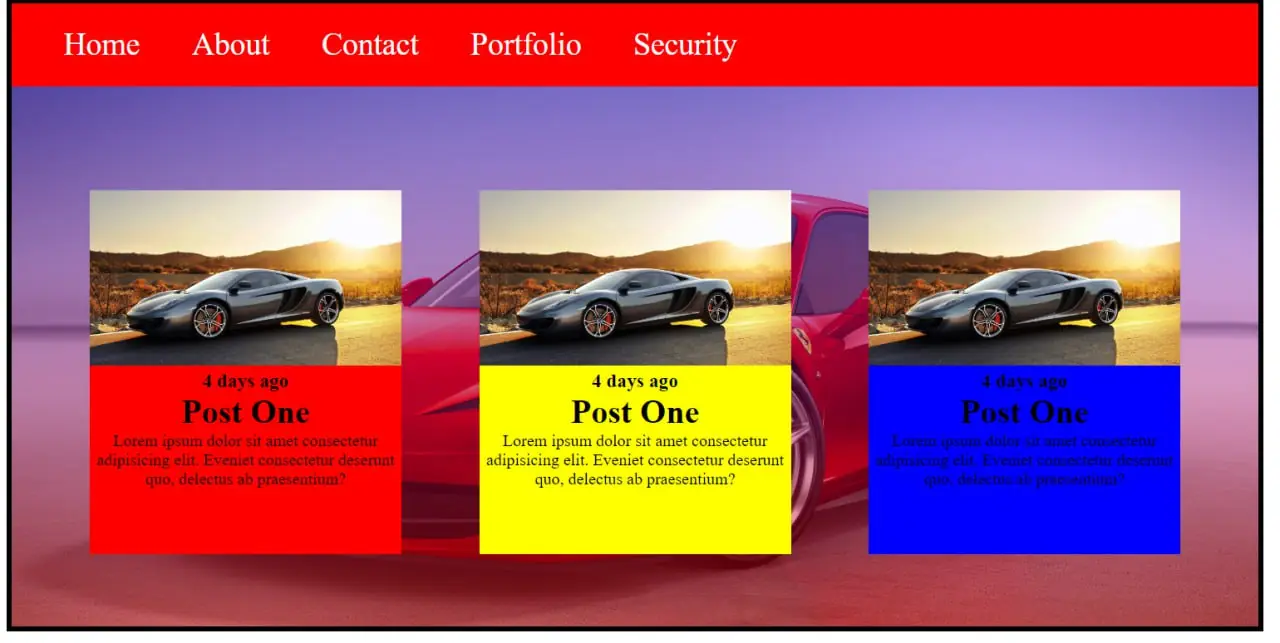 Home About Contact Portfolio Security
4 days ago
Post One
Lorem ipsum dolor sit amet consectetur
adipisicing elit. Eveniet consectetur deserunt
quo, delectus ab praesentium?
4 days ago
Post One
Lorem ipsum dolor sit amet consectetur
adipisicing elit. Eveniet consectetur deserunt
quo, delectus ab praesentium?
4 days ago
Post One
Lorem ipsum dolor sit amet consectetur
adipisicing elit. Eveniet consectetur deserunt
quo, delectus ab praesentium?